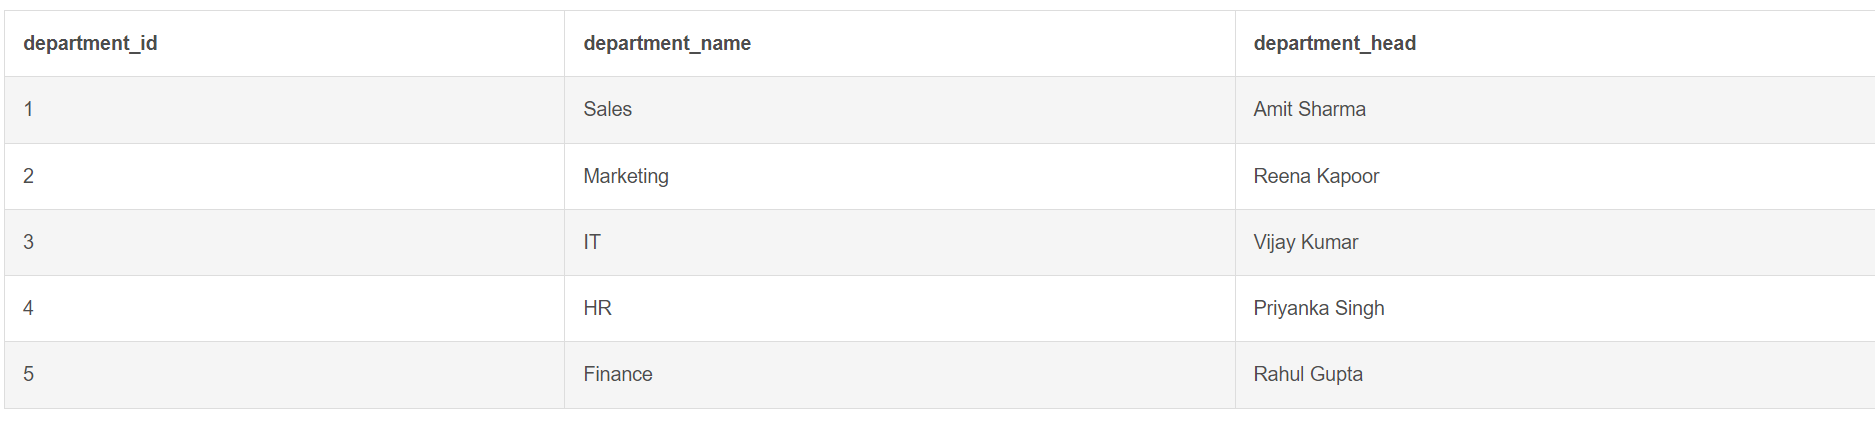 department_id department_name department_head
1 Sales Amit Sharma
2 Marketing Reena Kapoor
3 IT Vijay Kumar
4 HR Priyanka Singh
5 Finance Rahul Gupta